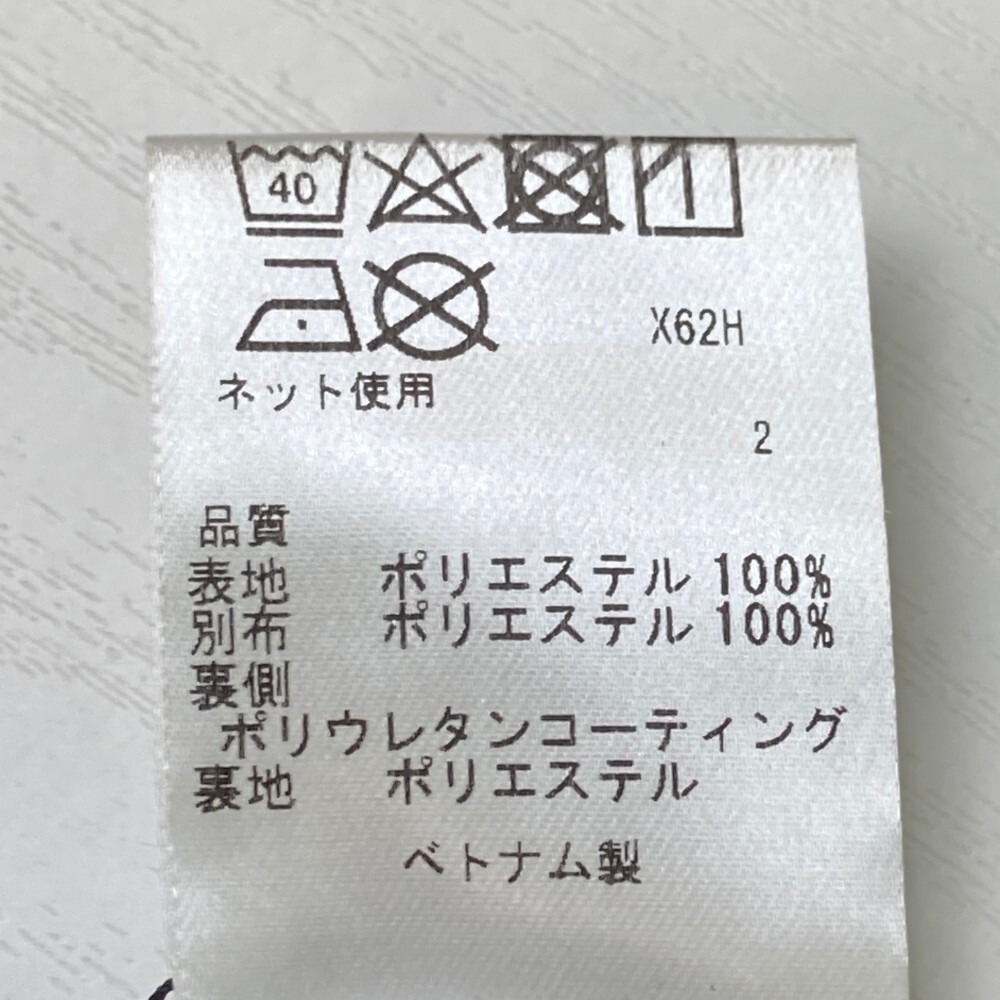 40
X62H
ネット使用
2
品質
表地 ポリエステル 100%
別布 ポリエステル 100%
裏側
ポリウレタンコーティング
裏地 ポリエステル
ベトナム製